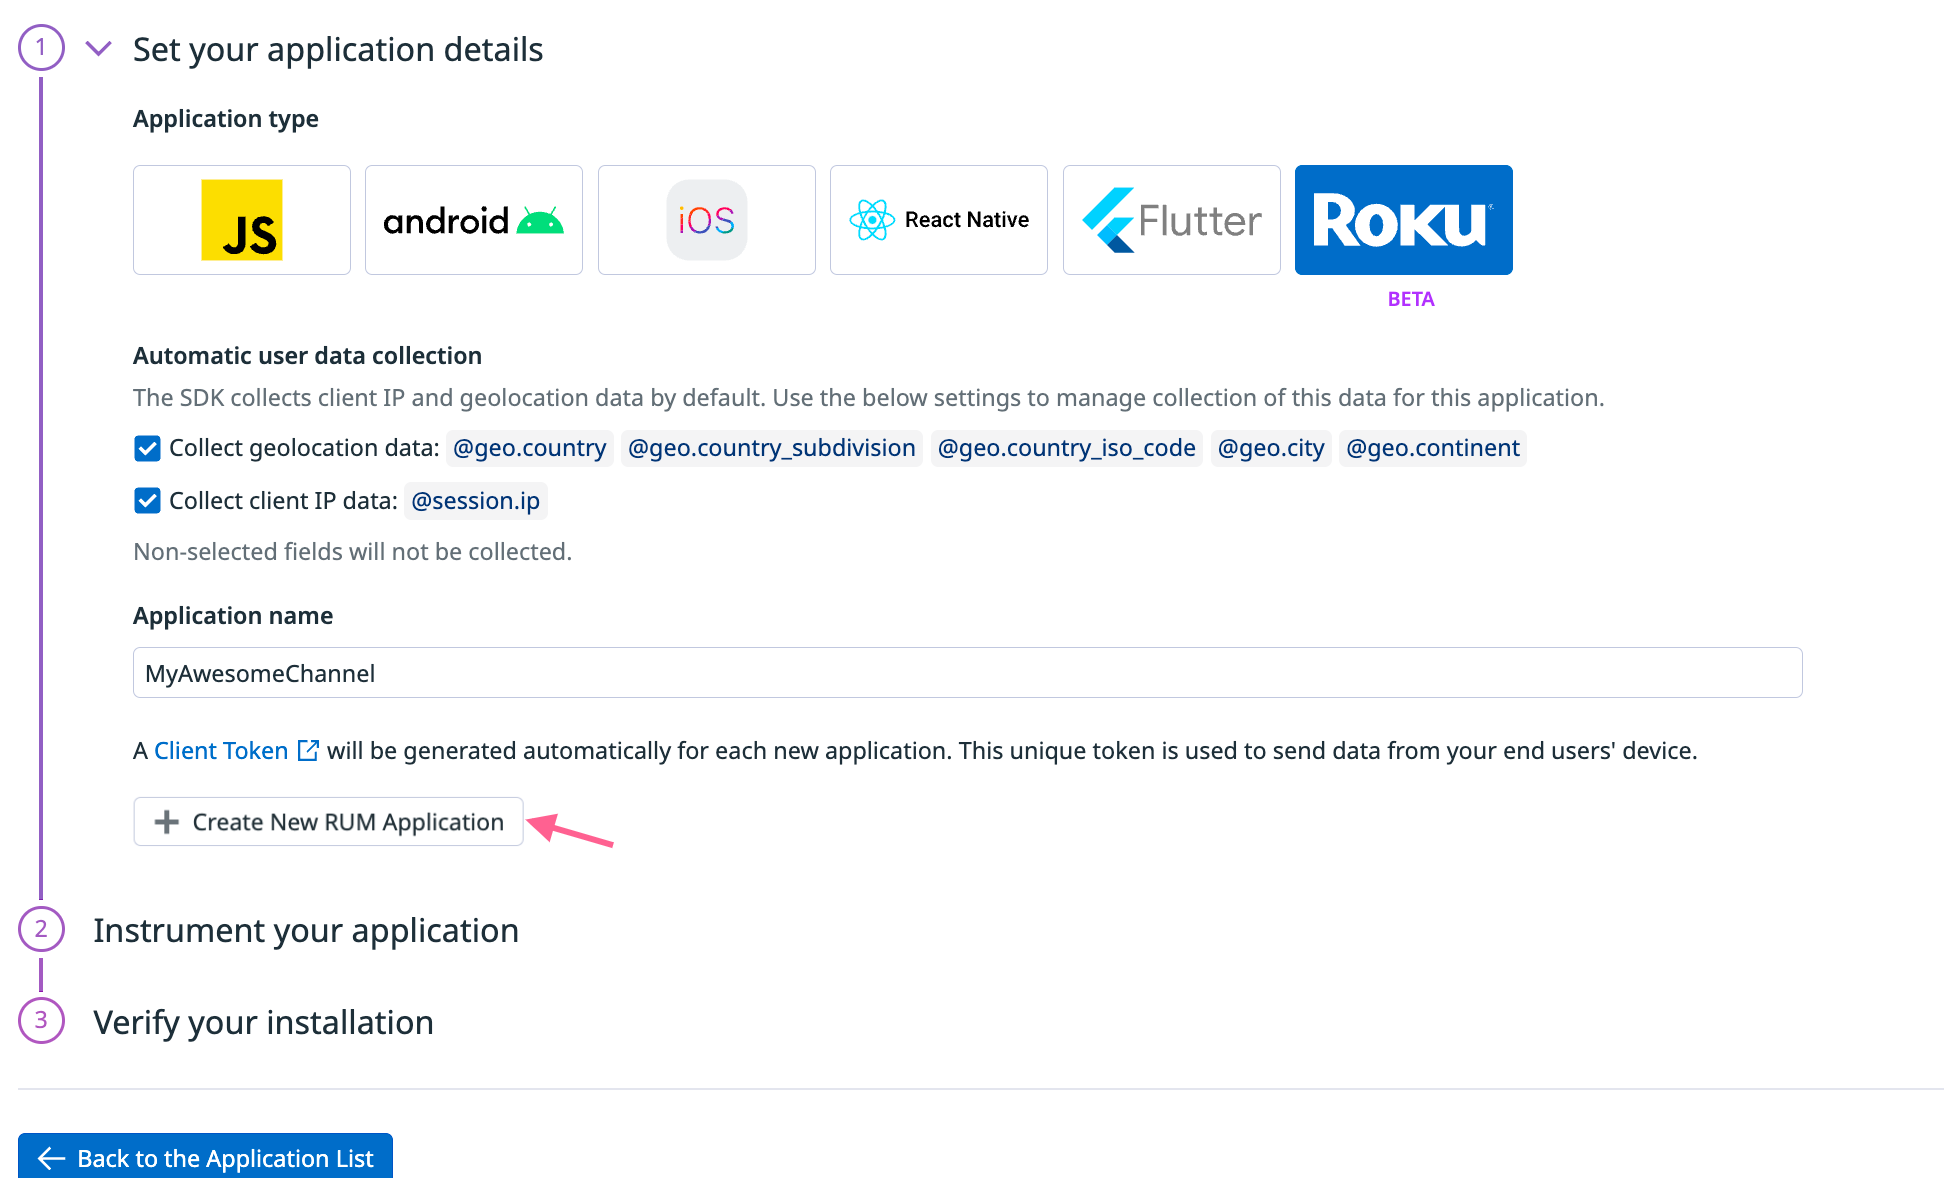 1 Set your application details
Application type
JS android iOS React Native Flutter ROKU
BETA
Automatic user data collection
The SDK collects client IP and geolocation data by default. Use the below settings to manage collection of this data for this application.
Collect geolocation data: @geo.country @geo.country_subdivision @geo.country_iso_code @geo.city @geo.continent
Collect client IP data: @session.ip
Non-selected fields will not be collected.
Application name
MyAwesomeChannel
A Client Token will be generated automatically for each new application. This unique token is used to send data from your end users' device.
Create New RUM Application
2 Instrument your application
3 Verify your installation
Back to the Application List